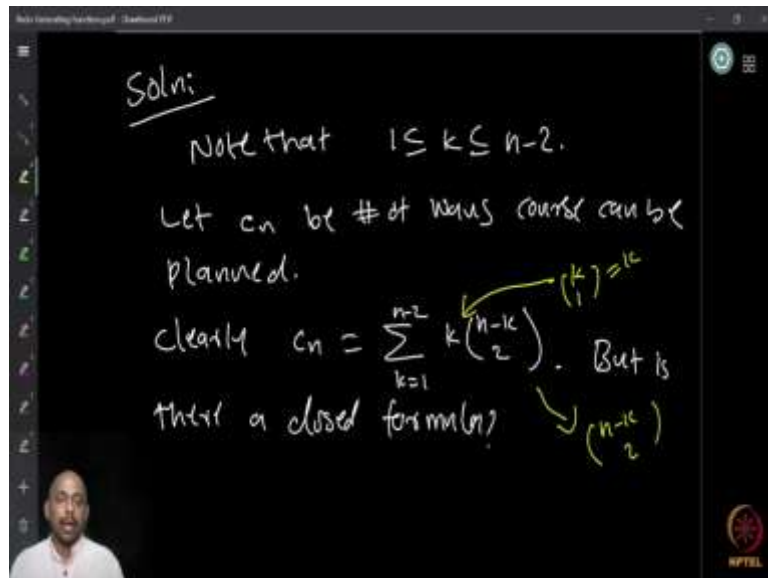 Soln:
Note that 1 ≤ k ≤ n-2.
Let cn be # of ways course can be
planned.
(k 1) = k
clearly cn = ∑ k=1 n-2 k (n-k 2). But is
there a closed formula?
(n-k 2)
NPTEL